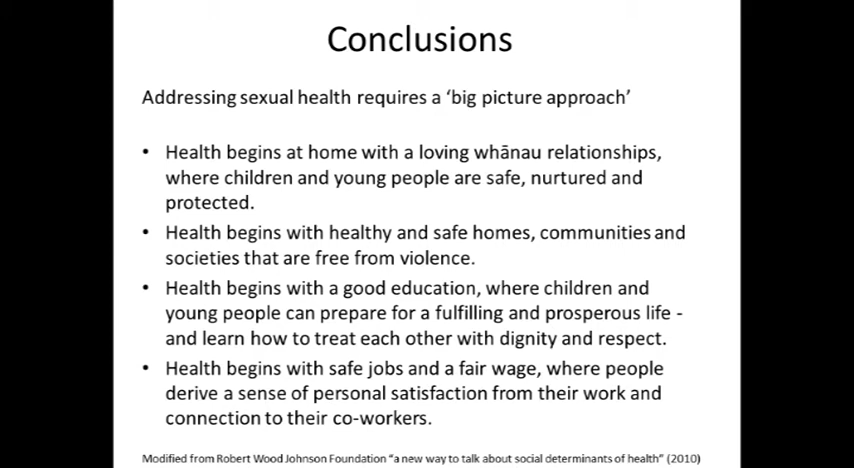 Conclusions
Addressing sexual health requires a ‘big picture approach’
• Health begins at home with a loving whānau relationships,
where children and young people are safe, nurtured and
protected.
• Health begins with healthy and safe homes, communities and
societies that are free from violence.
• Health begins with a good education, where children and
young people can prepare for a fulfilling and prosperous life -
and learn how to treat each other with dignity and respect.
• Health begins with safe jobs and a fair wage, where people
derive a sense of personal satisfaction from their work and
connection to their co-workers.
Modified from Robert Wood Johnson Foundation “a new way to talk about social determinants of health” (2010)